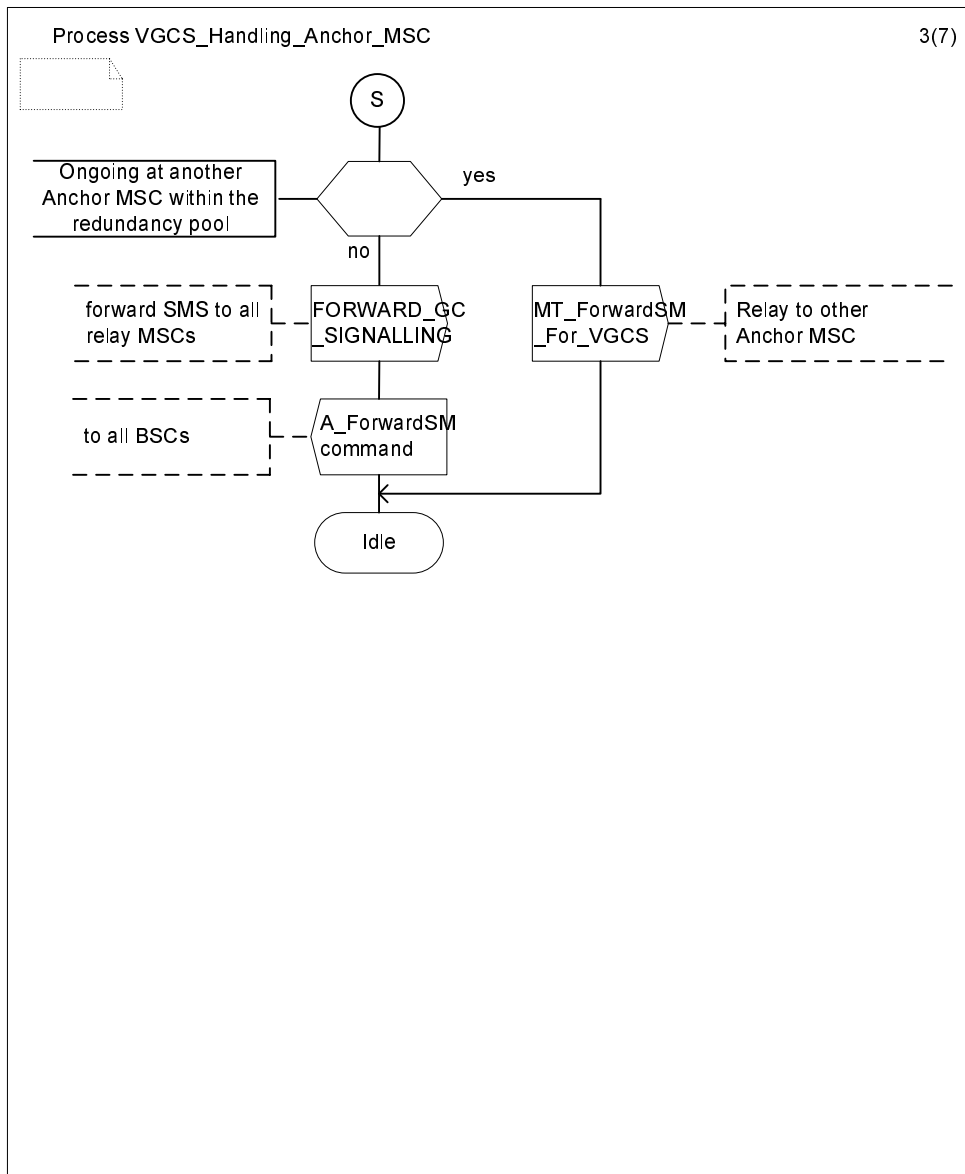 Process VGCS_Handling_Anchor_MSC
3(7)
S
Ongoing at another
Anchor MSC within the
redundancy pool
yes
no
forward SMS to all
relay MSCs
FORWARD_GC
_SIGNALLING
MT_ForwardSM
_For_VGCS
Relay to other
Anchor MSC
to all BSCs
A_ForwardSM
command
Idle